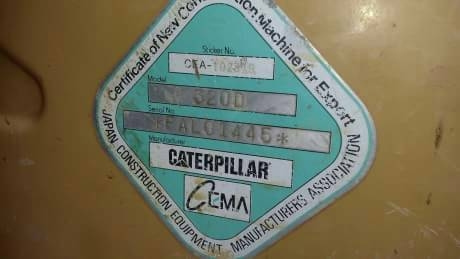 Certificate of New Construction Machine for Export
Sticker No.
Model
320D
Serial No.
Manufacturer
CATERPILLAR
CEMA
JAPAN CONSTRUCTION EQUIPMENT MANUFACTURERS ASSOCIATION